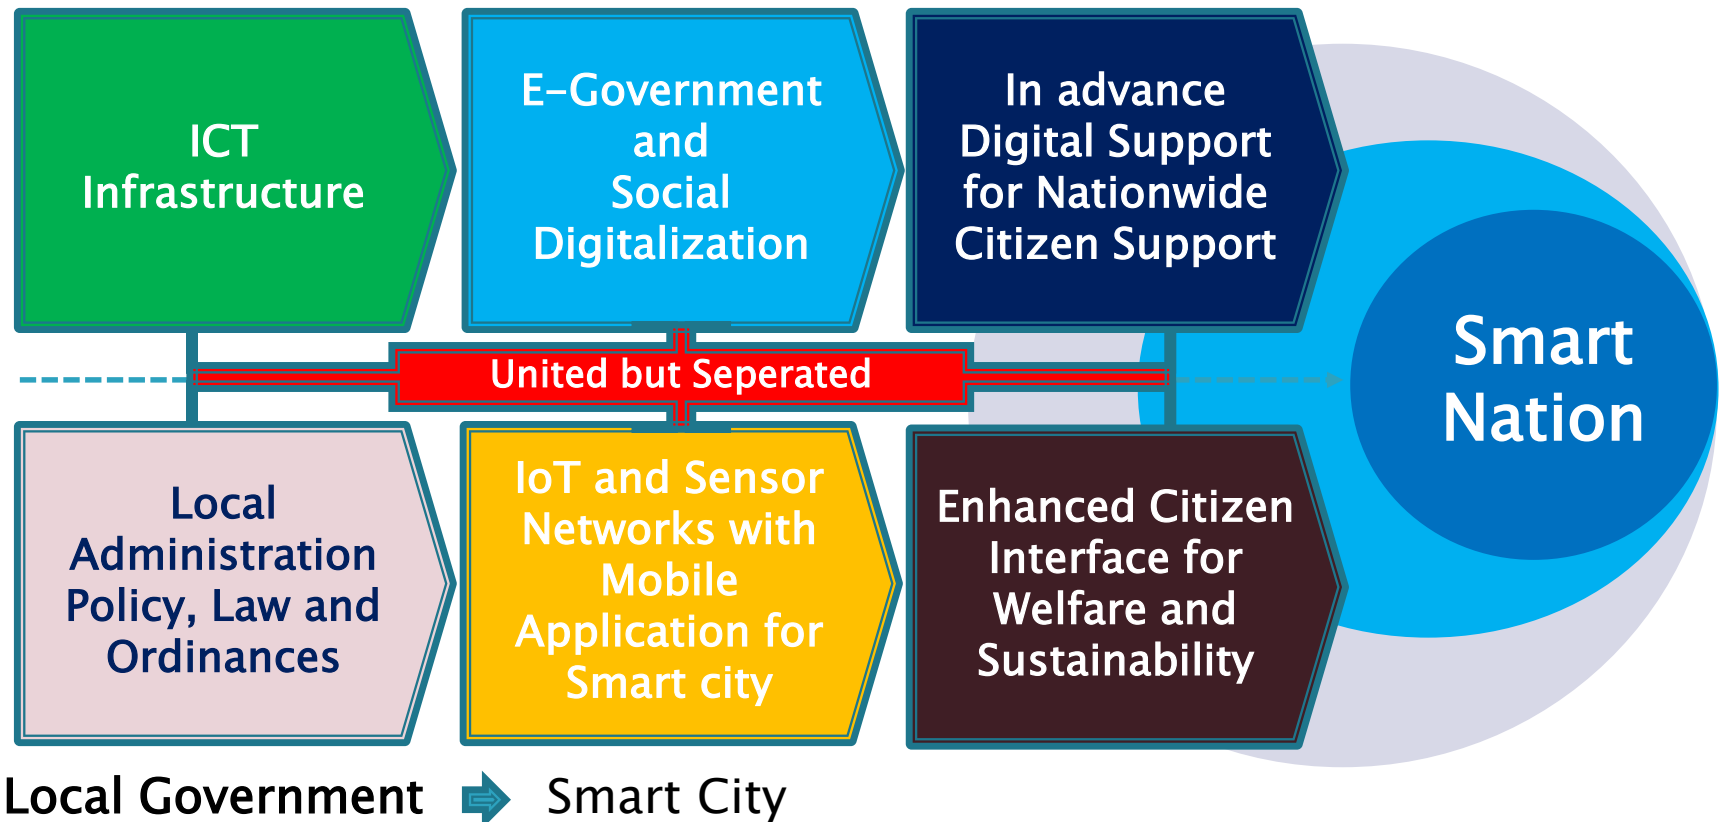 ICT
Infrastructure
E-Government
and
Social
Digitalization
In advance
Digital Support
for Nationwide
Citizen Support
Smart
Nation
United but Seperated
Local
Administration
Policy, Law and
Ordinances
IoT and Sensor
Networks with
Mobile
Application for
Smart city
Enhanced Citizen
Interface for
Welfare and
Sustainability
Local Government
Smart City